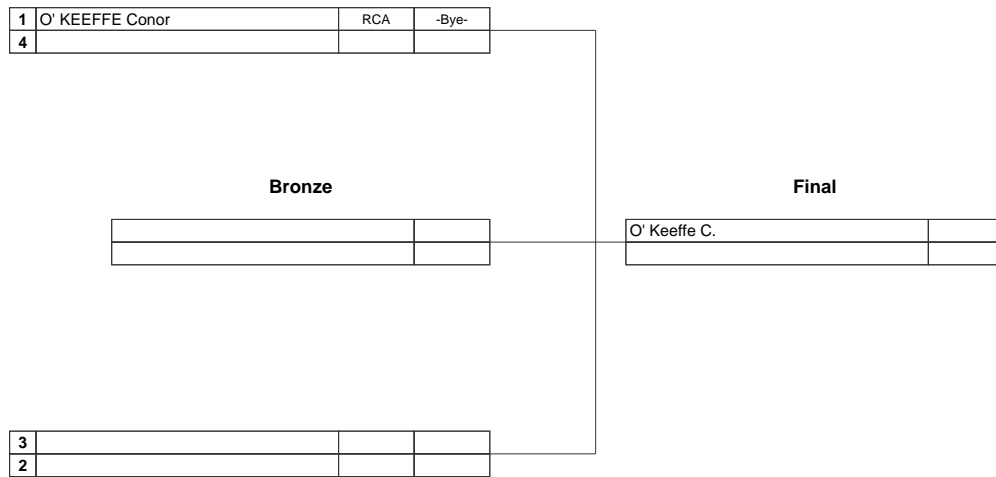 1 O' KEEFFE Conor RCA -Bye-
4
Bronze Final
O' Keeffe C.
3
2